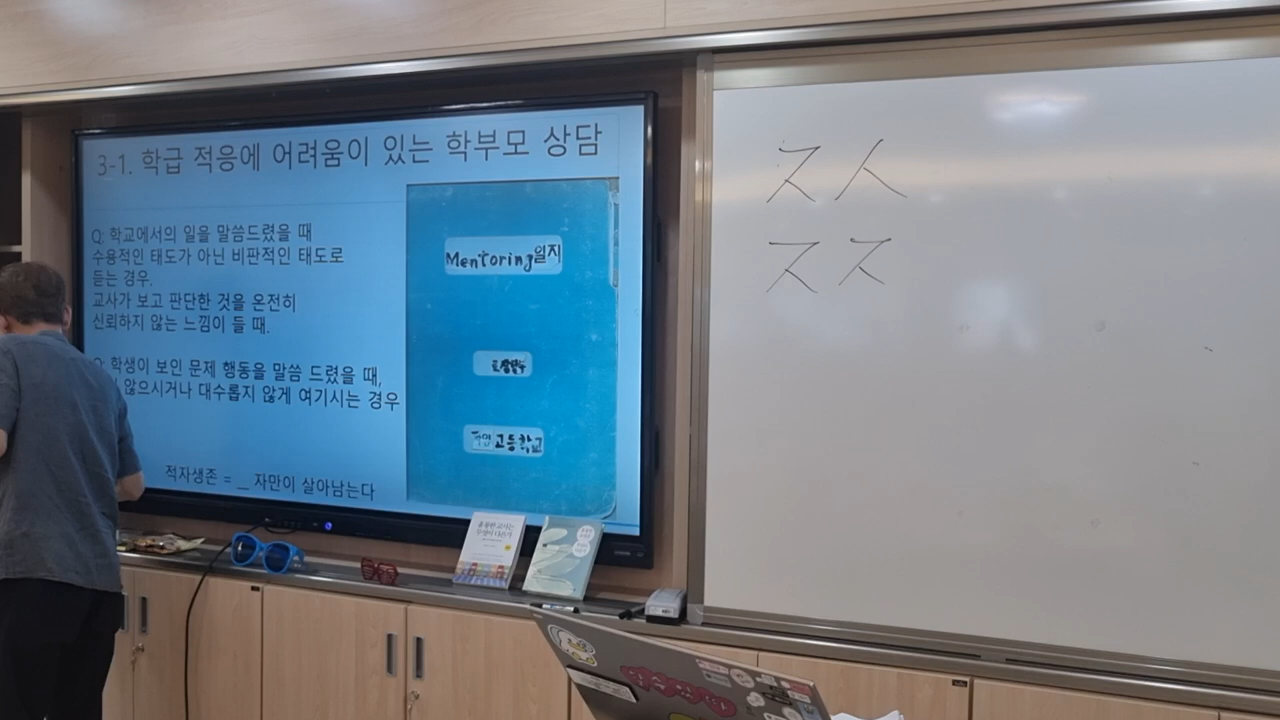 3-1. 학급 적응에 어려움이 있는 학부모 상담
Q: 학교에서의 일을 말씀드렸을 때
수용적인 태도가 아닌 비판적인 태도로
듣는 경우.
교사가 보고 판단한 것을 온전히
신뢰하지 않는 느낌이 들 때.
학생이 보인 문제 행동을 말씀 드렸을 때,
않으시거나 대수롭지 않게 여기시는 경우
적자생존 = _ 자만이 살아남는다
Mentoring일지
고등학교
ㅈㅅ
ㅈㅈ